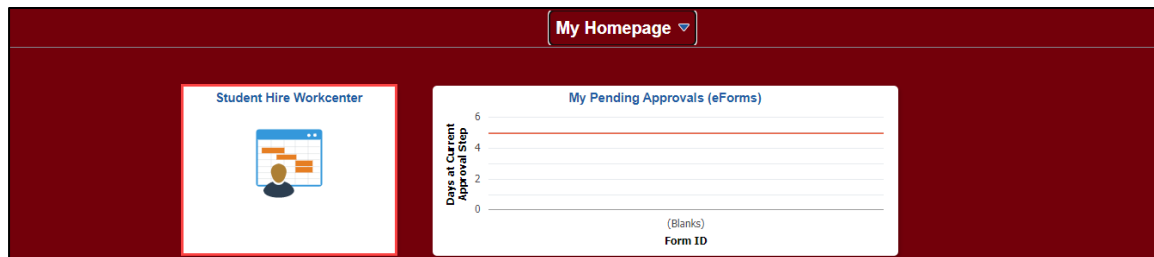 My Homepage
Student Hire Workcenter
My Pending Approvals (eForms)
Days at Current
Approval Step
6
4
2
0
(Blanks)
Form ID